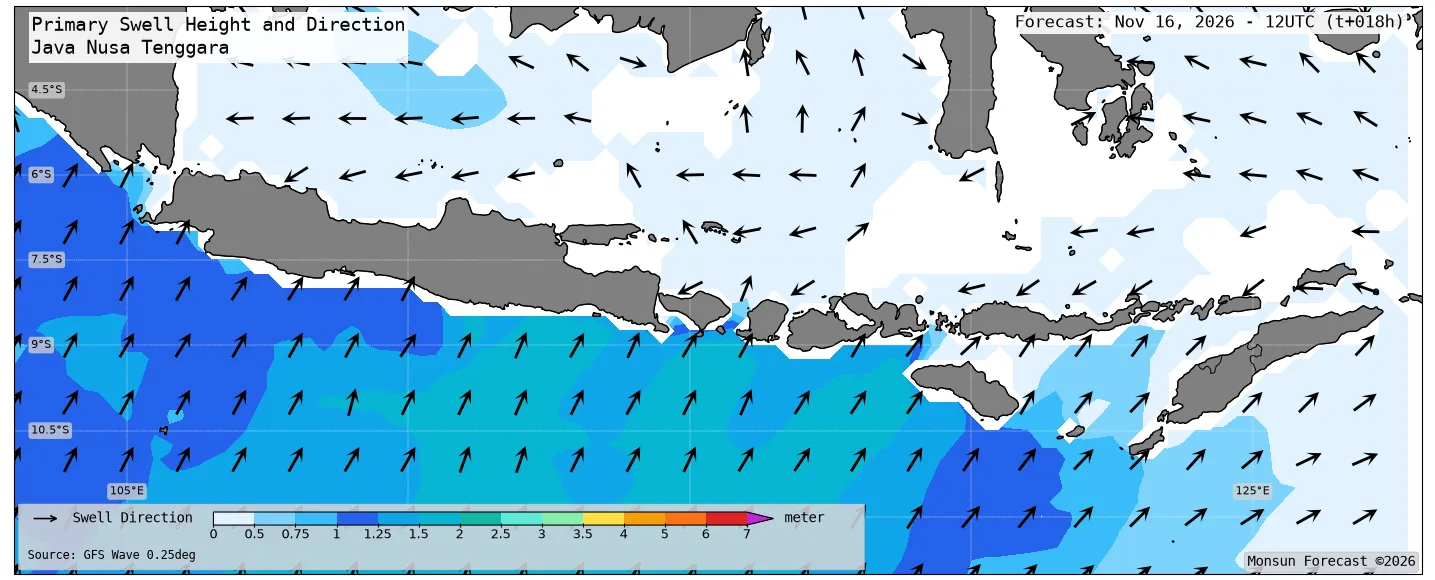 Primary Swell Height and Direction
Java Nusa Tenggara
Forecast: Nov 16, 2026 - 12UTC (t+018h)
4.5°S
6°S
7.5°S
9°S
10.5°S
105°E
125°E
Swell Direction
0 0.5 0.75 1 1.25 1.5 2 2.5 3 3.5 4 5 6 7
meter
Source: GFS Wave 0.25deg
Monsun Forecast ©2026